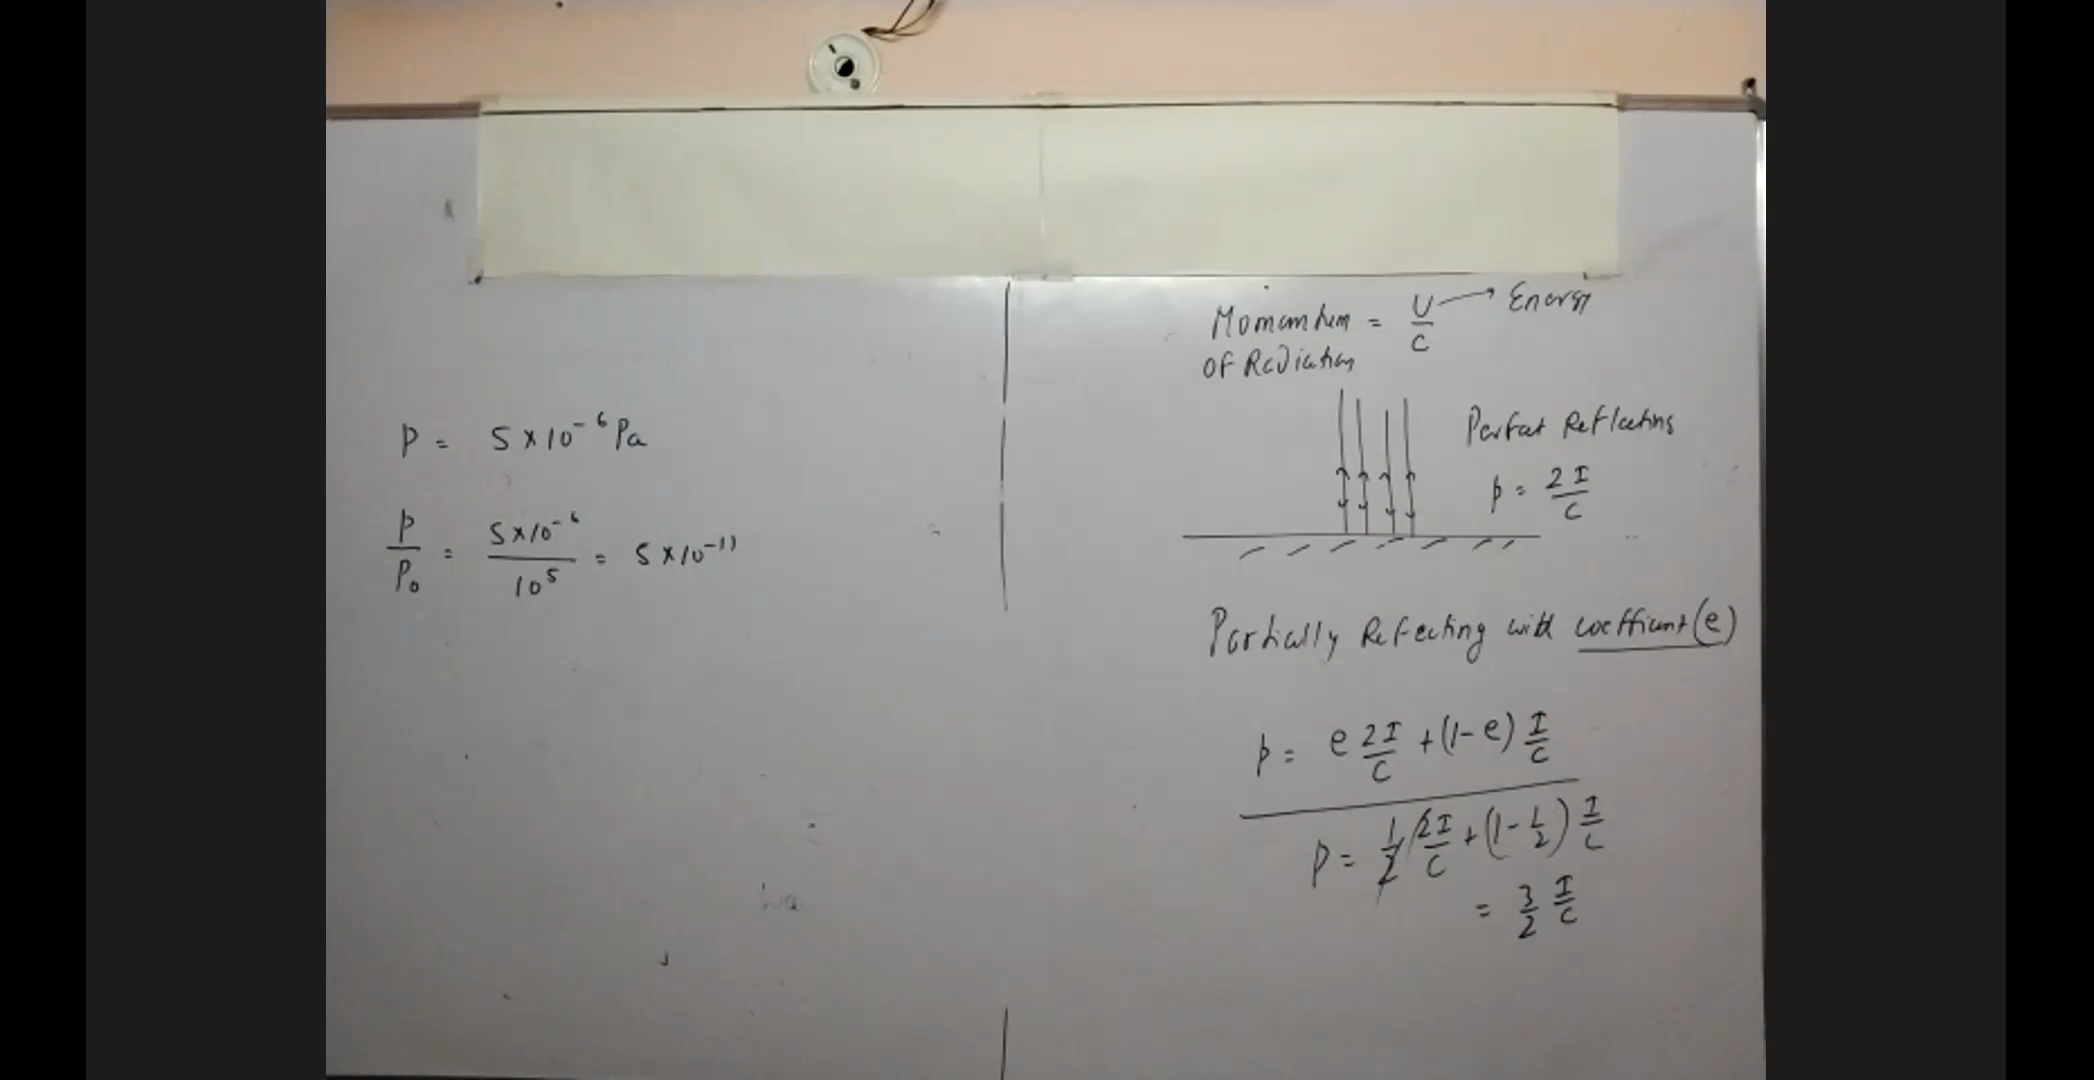 P = 5 × 10⁻⁶ Pa
P/P₀ = 5 × 10⁻⁶ / 10⁵ = 5 × 10⁻¹¹
Momentum of Radiation = U/C → Energy
Perfect Reflecting
P = 2I/C
Partially Refecting with coefficient (e)
P = e 2I/C + (1 - e) I/C
P = 1/2 2I/C + (1 - 1/2) I/C
= 3/2 I/C